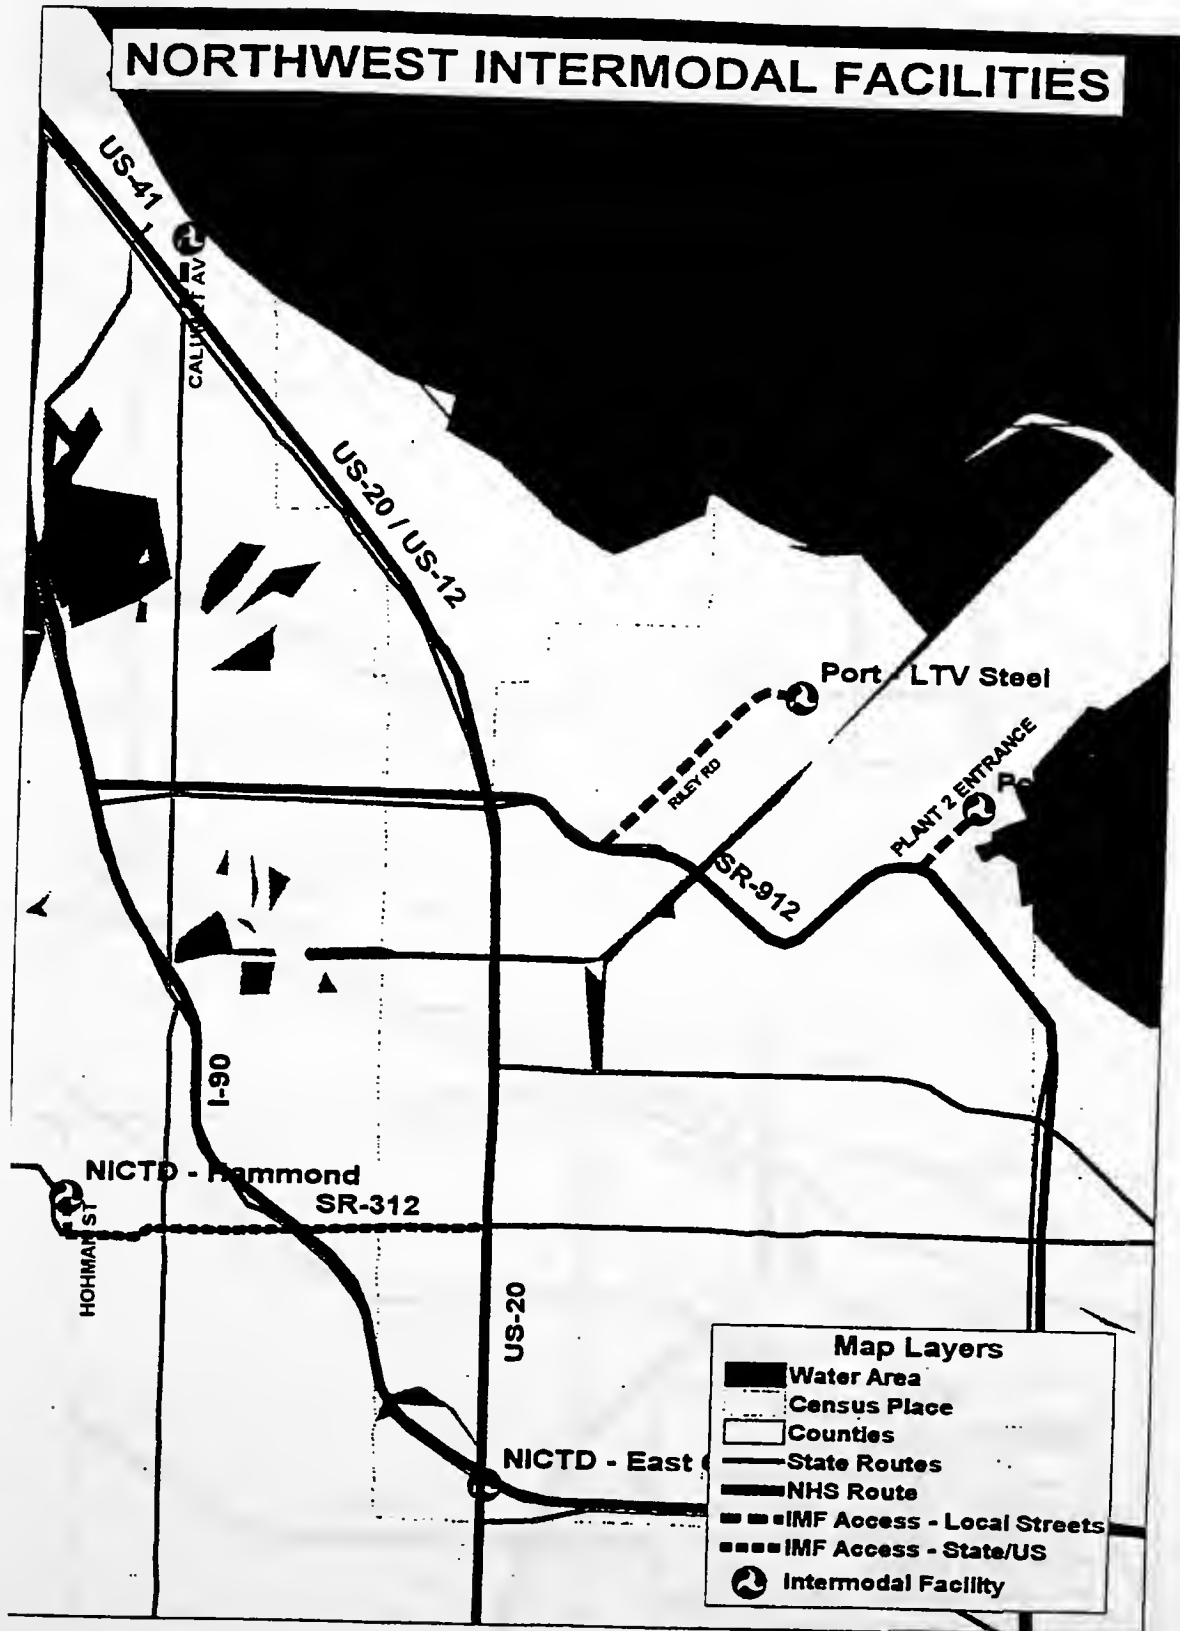 NORTHWEST INTERMODAL FACILITIES
US-41
CALUMET AV
US-20 / US-12
Port - LTV Steel
RILEY RD
PLANT 2 ENTRANCE
SR-912
I-90
NICTD - Hammond
SR-312
HOHMAN ST
US-20
NICTD - East
Map Layers
Water Area
Census Place
Counties
State Routes
NHS Route
IMF Access - Local Streets
IMF Access - State/US
Intermodal Facility